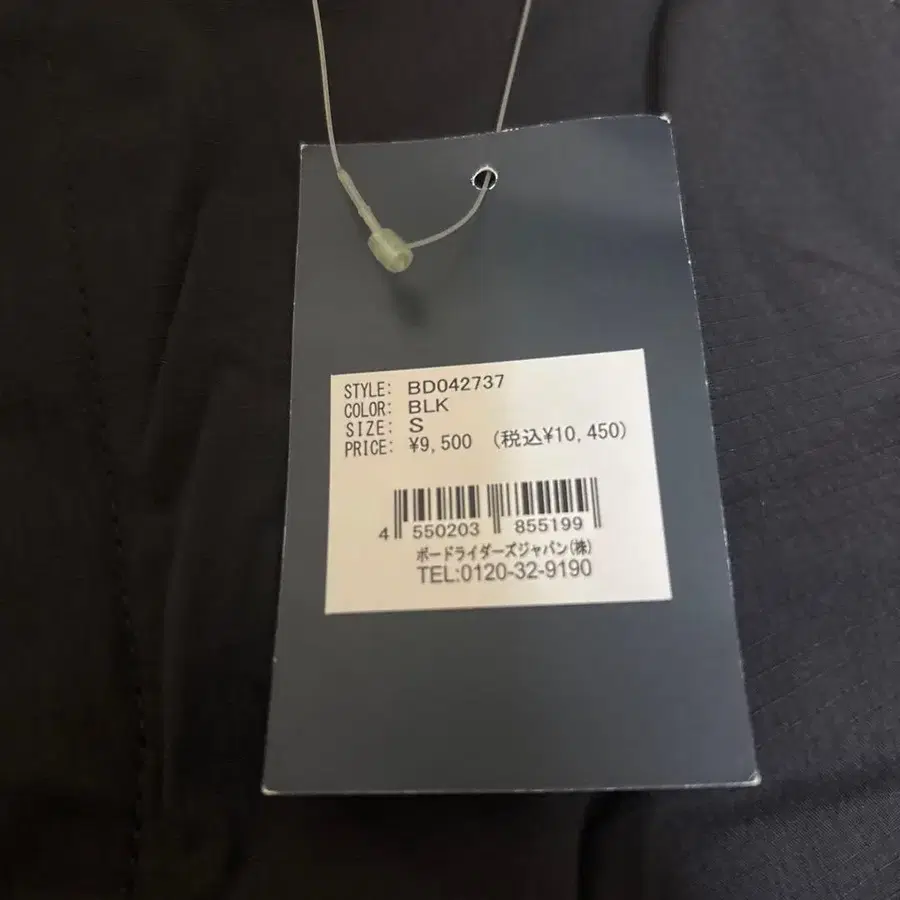 STYLE: BD042737
COLOR: BLK
SIZE: S
PRICE: ¥9,500 (税込¥10,450)
4 550203 855199
ボードライダーズジャパン(株)
TEL:0120-32-9190